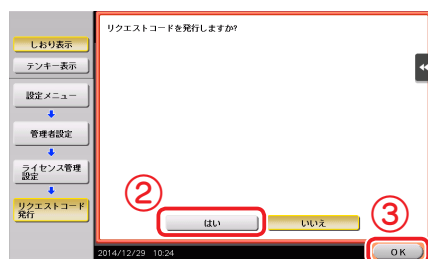 リクエストコードを発行しますか?
しおり表示
テンキー表示
設定メニュー
管理者設定
ライセンス管理
設定
リクエストコード
発行
②
はい
いいえ
③
2014/12/29 10:24
OK